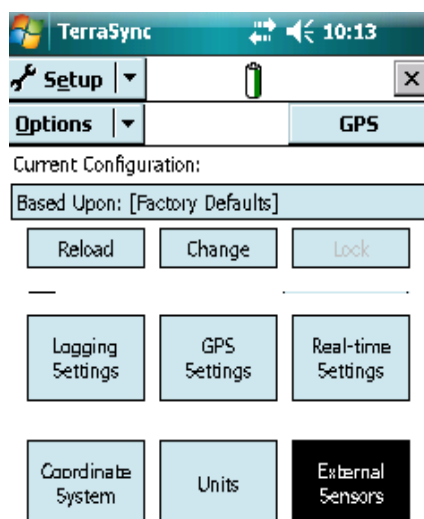 TerraSync 10:13
Setup
Options GPS
Current Configuration:
Based Upon: [Factory Defaults]
Reload Change Lock
Logging GPS Real-time
Settings Settings Settings
Coordinate Units External
System Sensors